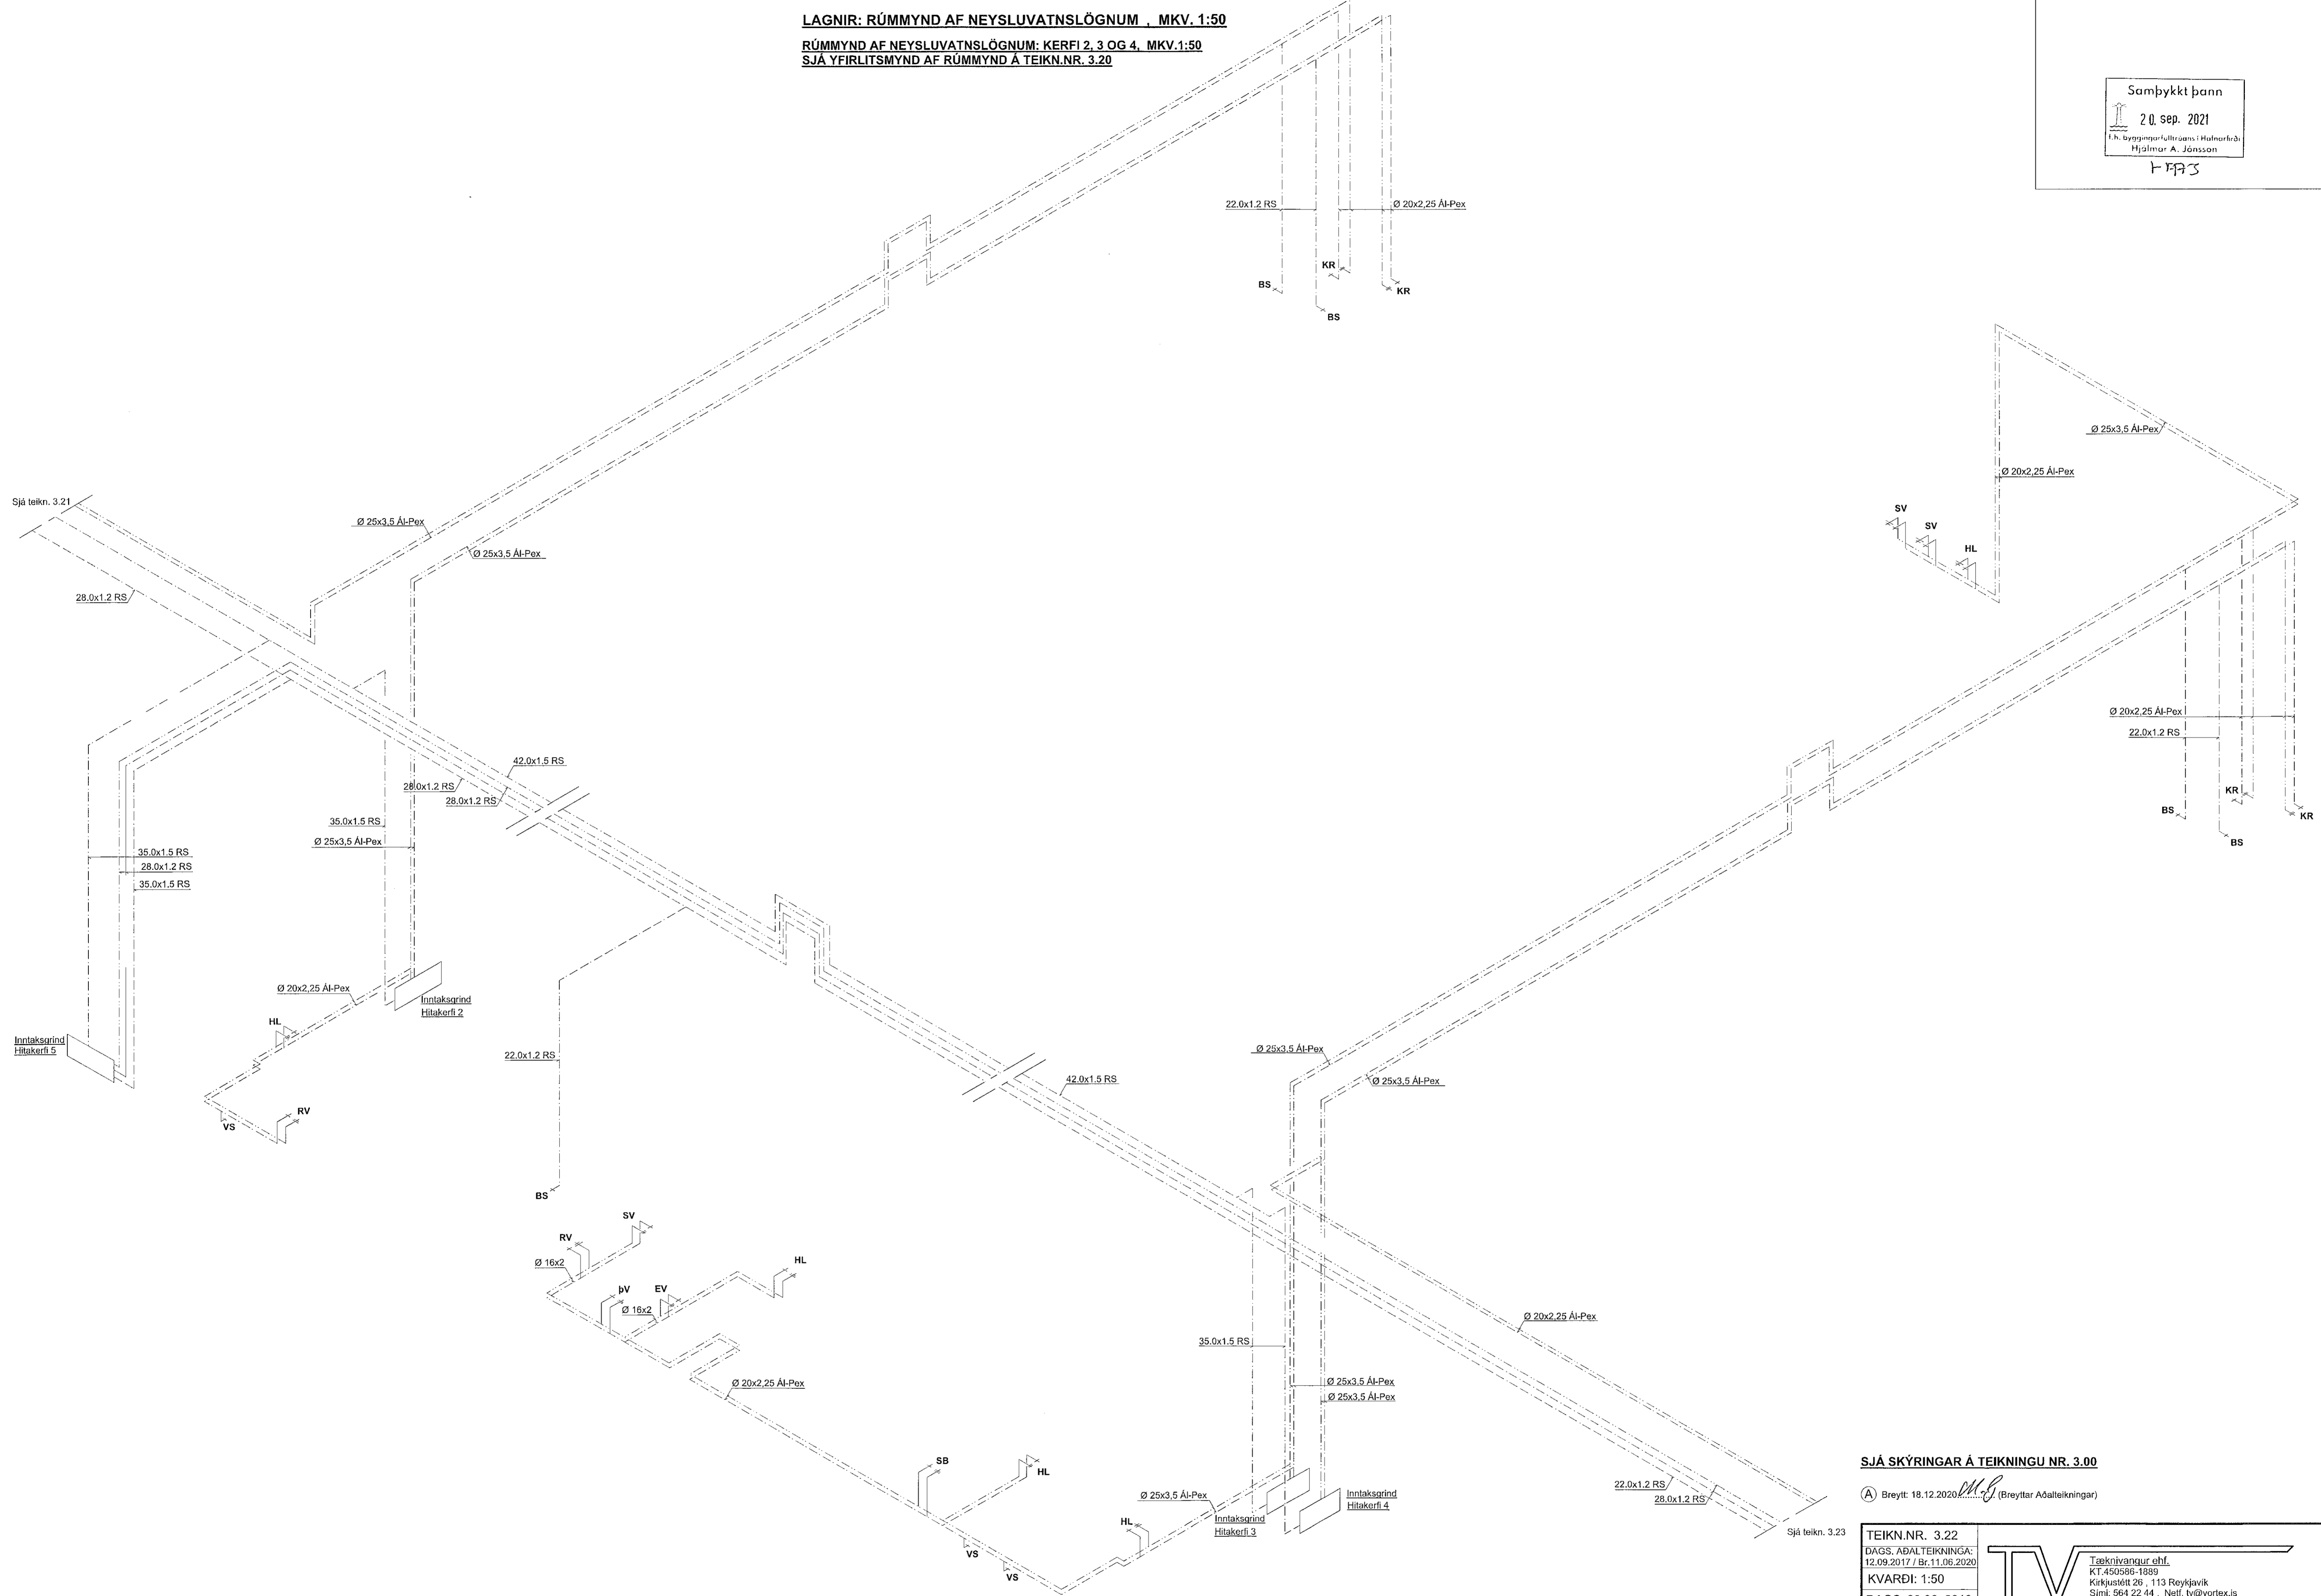 LAGNIR: RÚMMYND AF NEYSLUVATNSLÖGNUM , MKV. 1:50
RÚMMYND AF NEYSLUVATNSLÖGNUM: KERFI 2, 3 OG 4, MKV.1:50
SJÁ YFIRLITSMYND AF RÚMMYND Á TEIKN.NR. 3.20
Samþykkt þann
20. sep. 2021
f.h. byggingarfulltrúans í Hafnarfirði
Hjálmar A. Jónsson
22.0x1.2 RS
Ø 20x2,25 Ál-Pex
KR
BS
KR
BS
Ø 25x3,5 Ál-Pex
Ø 20x2,25 Ál-Pex
SV
SV
HL
Sjá teikn. 3.21
Ø 25x3,5 Ál-Pex
Ø 25x3,5 Ál-Pex
28.0x1.2 RS
Ø 20x2,25 Ál-Pex
22.0x1.2 RS
KR
BS
KR
BS
42.0x1.5 RS
28.0x1.2 RS
28.0x1.2 RS
35.0x1.5 RS
Ø 25x3,5 Ál-Pex
35.0x1.5 RS
28.0x1.2 RS
35.0x1.5 RS
Ø 20x2,25 Ál-Pex
Inntaksgrind
Hitakerfi 2
HL
Inntaksgrind
Hitakerfi 5
RV
VS
22.0x1.2 RS
BS
42.0x1.5 RS
Ø 25x3,5 Ál-Pex
Ø 25x3,5 Ál-Pex
SV
RV
Ø 16x2
HL
þV
EV
Ø 16x2
Ø 20x2,25 Ál-Pex
35.0x1.5 RS
Ø 20x2,25 Ál-Pex
Ø 25x3,5 Ál-Pex
Ø 25x3,5 Ál-Pex
SB
HL
Ø 25x3,5 Ál-Pex
HL
Inntaksgrind
Hitakerfi 3
Inntaksgrind
Hitakerfi 4
VS
VS
22.0x1.2 RS
28.0x1.2 RS
Sjá teikn. 3.23
SJÁ SKÝRINGAR Á TEIKNINGU NR. 3.00
A Breytt: 18.12.2020 (Breyttar Aðalteikningar)
TEIKN.NR. 3.22
DAGS. AÐALTEIKNINGA:
12.09.2017 / Br.11.06.2020
KVARÐI: 1:50
TV
Tæknivangur ehf.
KT.450586-1889
Kirkjustétt 26 , 113 Reykjavík
Sími: 564 22 44 , Netf. tv@vortex.is